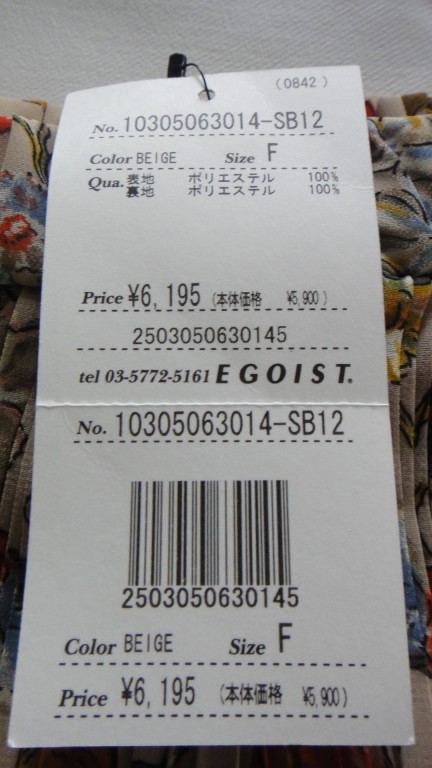 (0842)
No. 10305063014-SB12
Color BEIGE Size F
Qua. 表地 ポリエステル 100%
裏地 ポリエステル 100%
Price ¥6,195 (本体価格 ¥5,900)
2503050630145
tel 03-5772-5161 EGOIST.
No. 10305063014-SB12
2503050630145
Color BEIGE Size F
Price ¥6,195 (本体価格 ¥5,900)